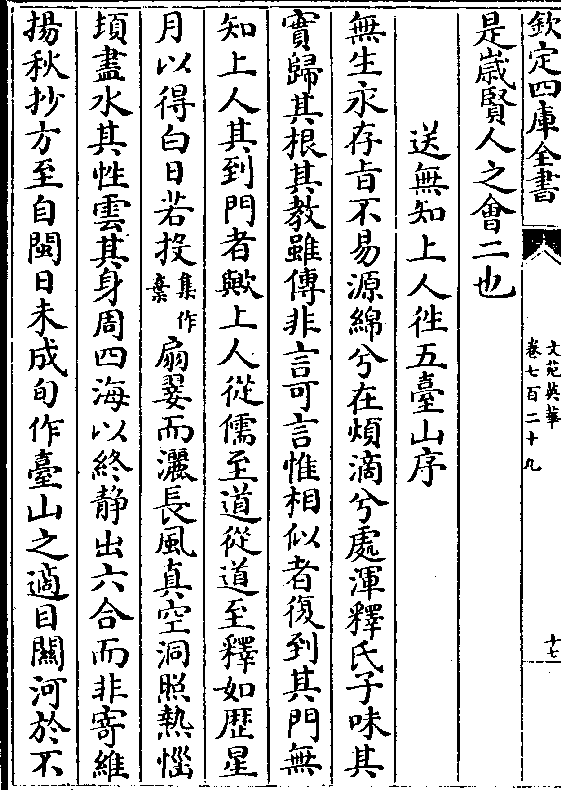 欽定四庫全書
文苑英華
卷七百二十九
十七
是歳賢人之會二也
送無知上人徃五臺山序
無生永存旨不易源綿兮在煩滴兮處渾釋氏子味其
實歸其根其教雖傳非言可言惟相似者復到其門無
知上人其到門者歟上人從儒至道從道至釋如歴星
月以得白日若投集作棄扇翣而灑長風真空洞照熱惱
頃盡水其性雲其身周四海以終静出六合而非寄維
揚秋抄方至自閩日未成旬作臺山之適目關河於不